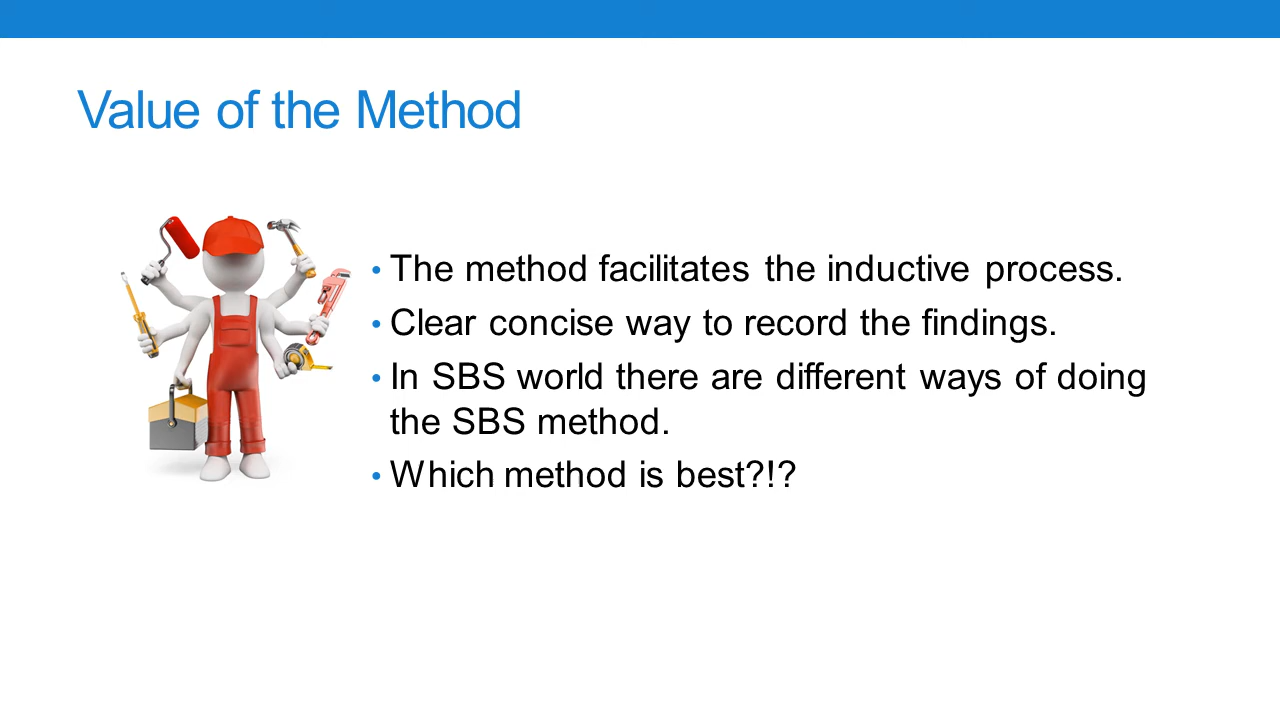 Value of the Method
• The method facilitates the inductive process.
• Clear concise way to record the findings.
• In SBS world there are different ways of doing
the SBS method.
• Which method is best?!?